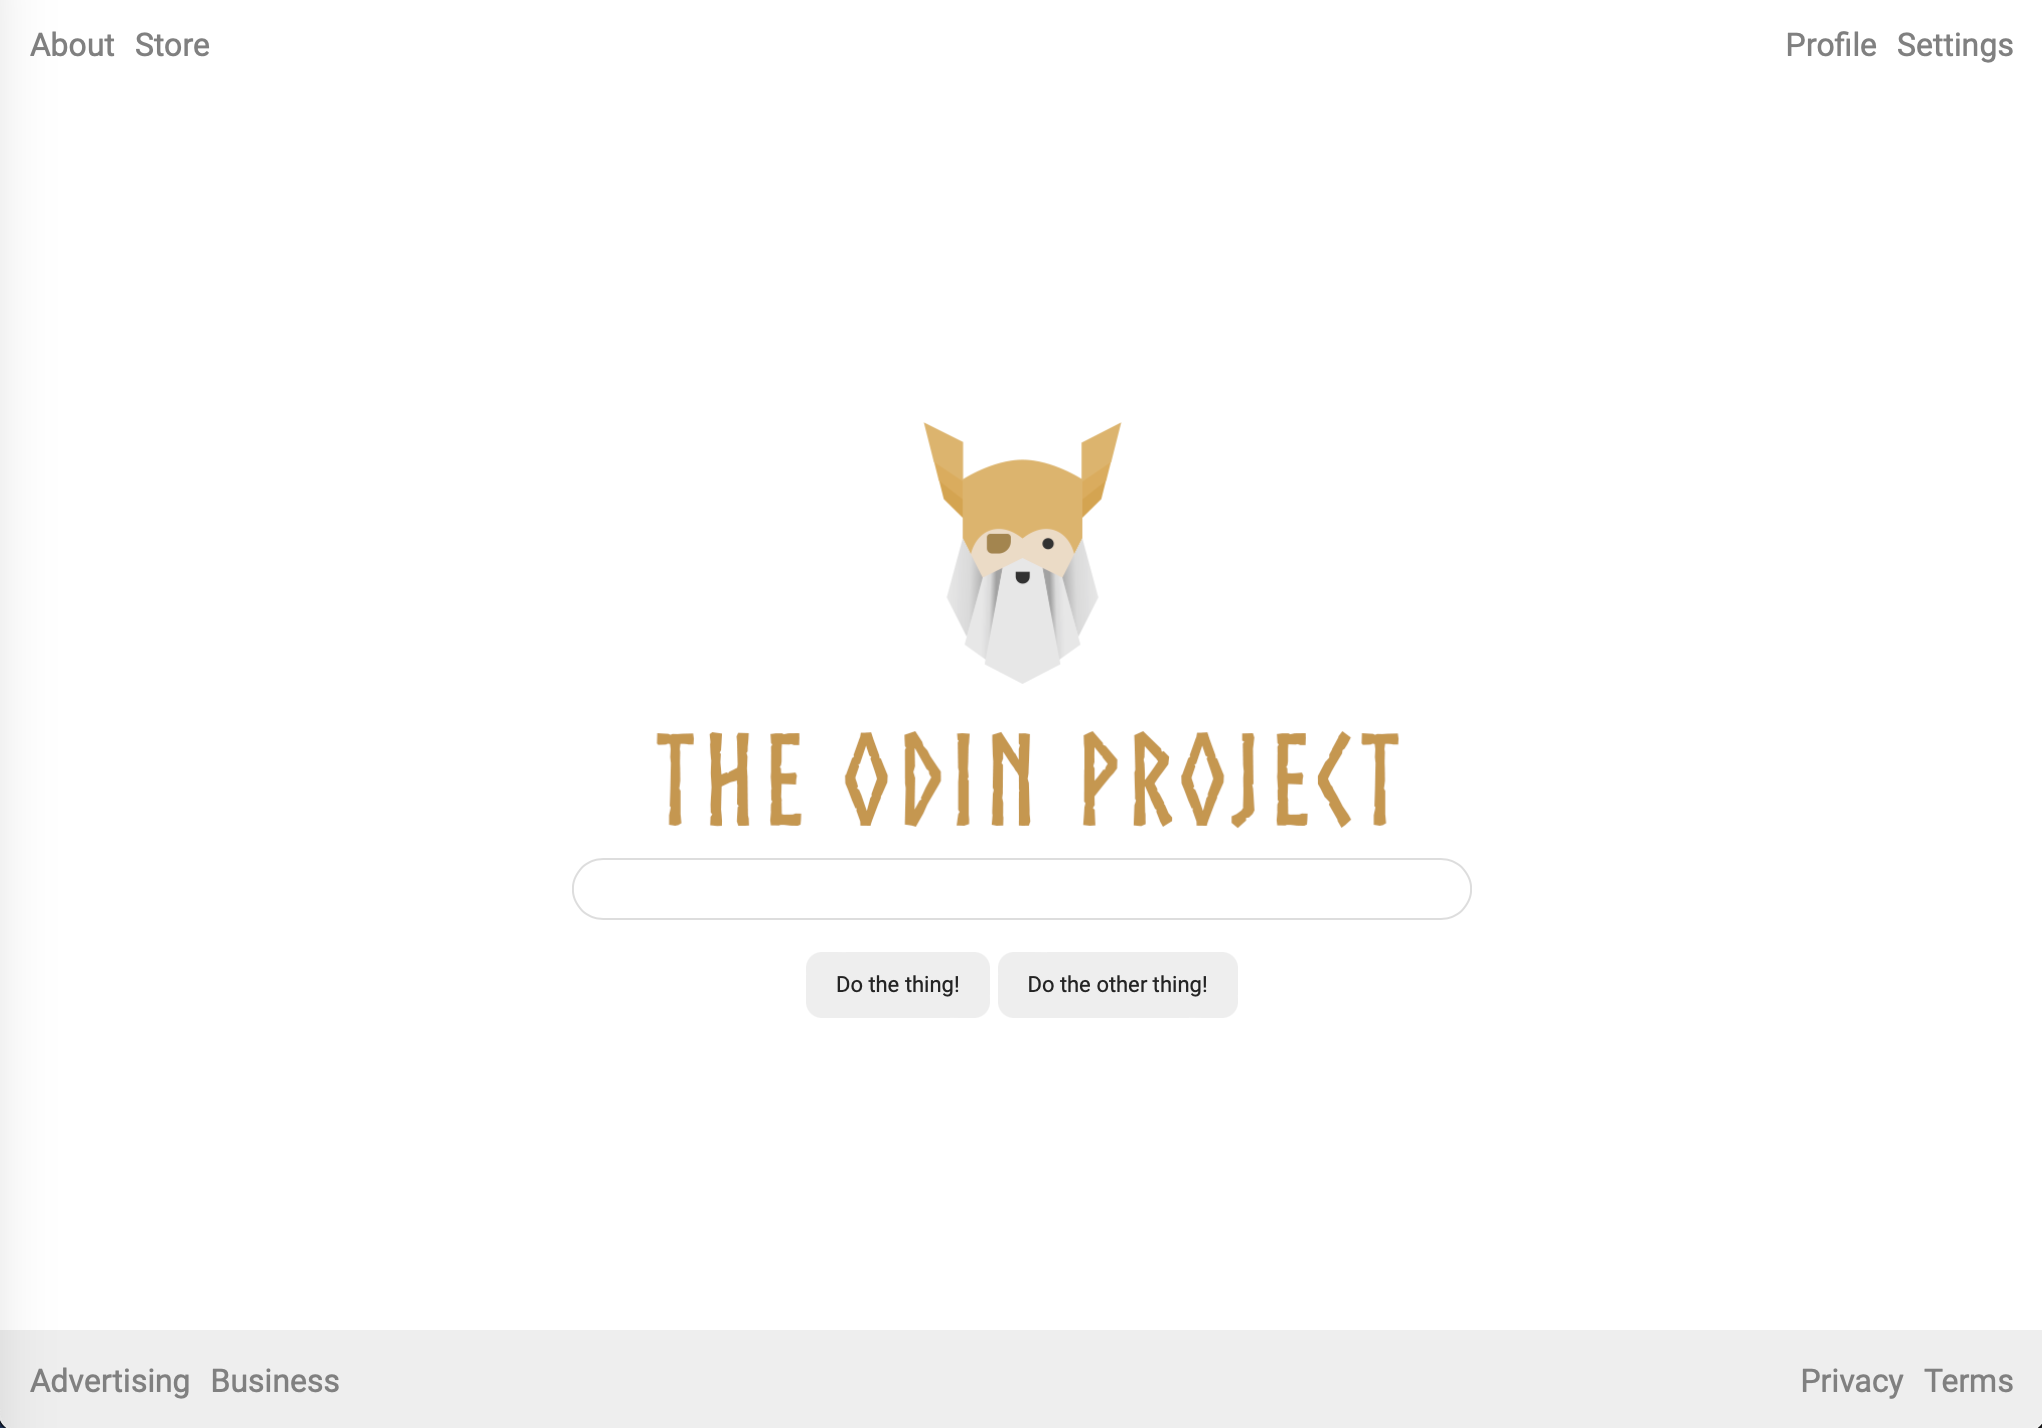 About Store
Profile Settings
THE ODIN PROJECT
Do the thing! Do the other thing!
Advertising Business
Privacy Terms